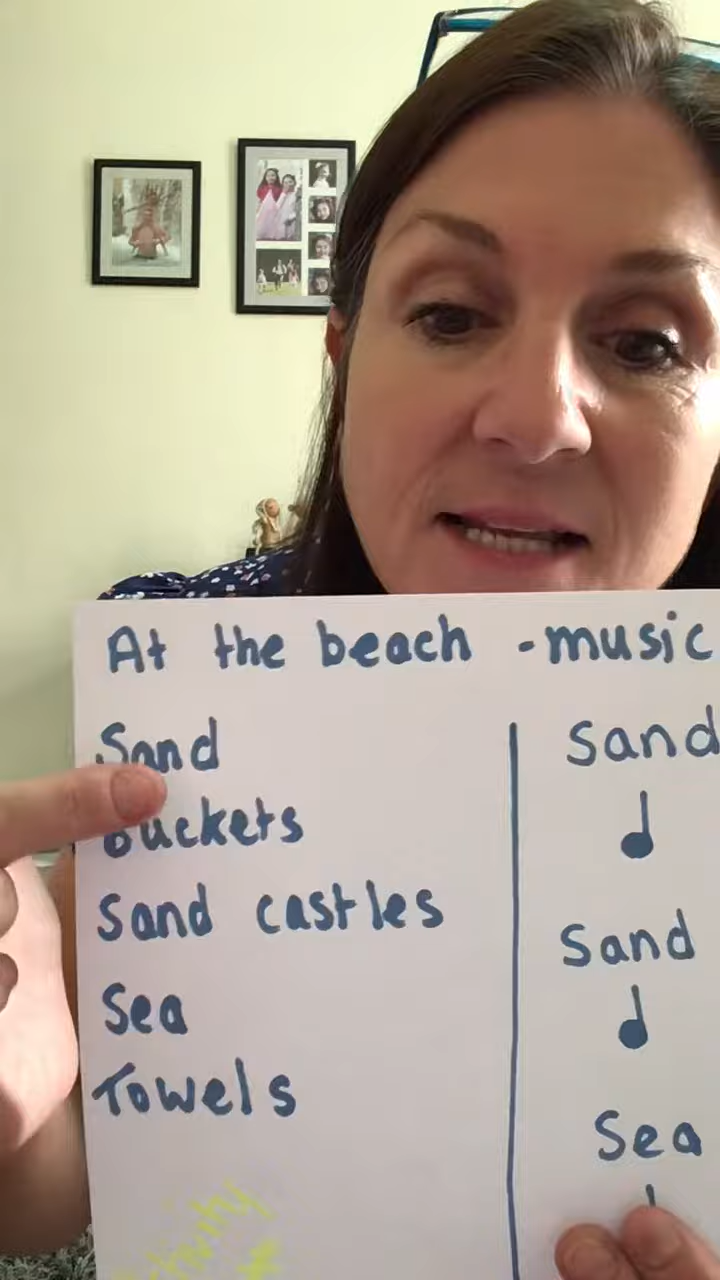 At the beach - music
Sand
Buckets
Sand castles
Sea
Towels
Sand
Sand
Sea